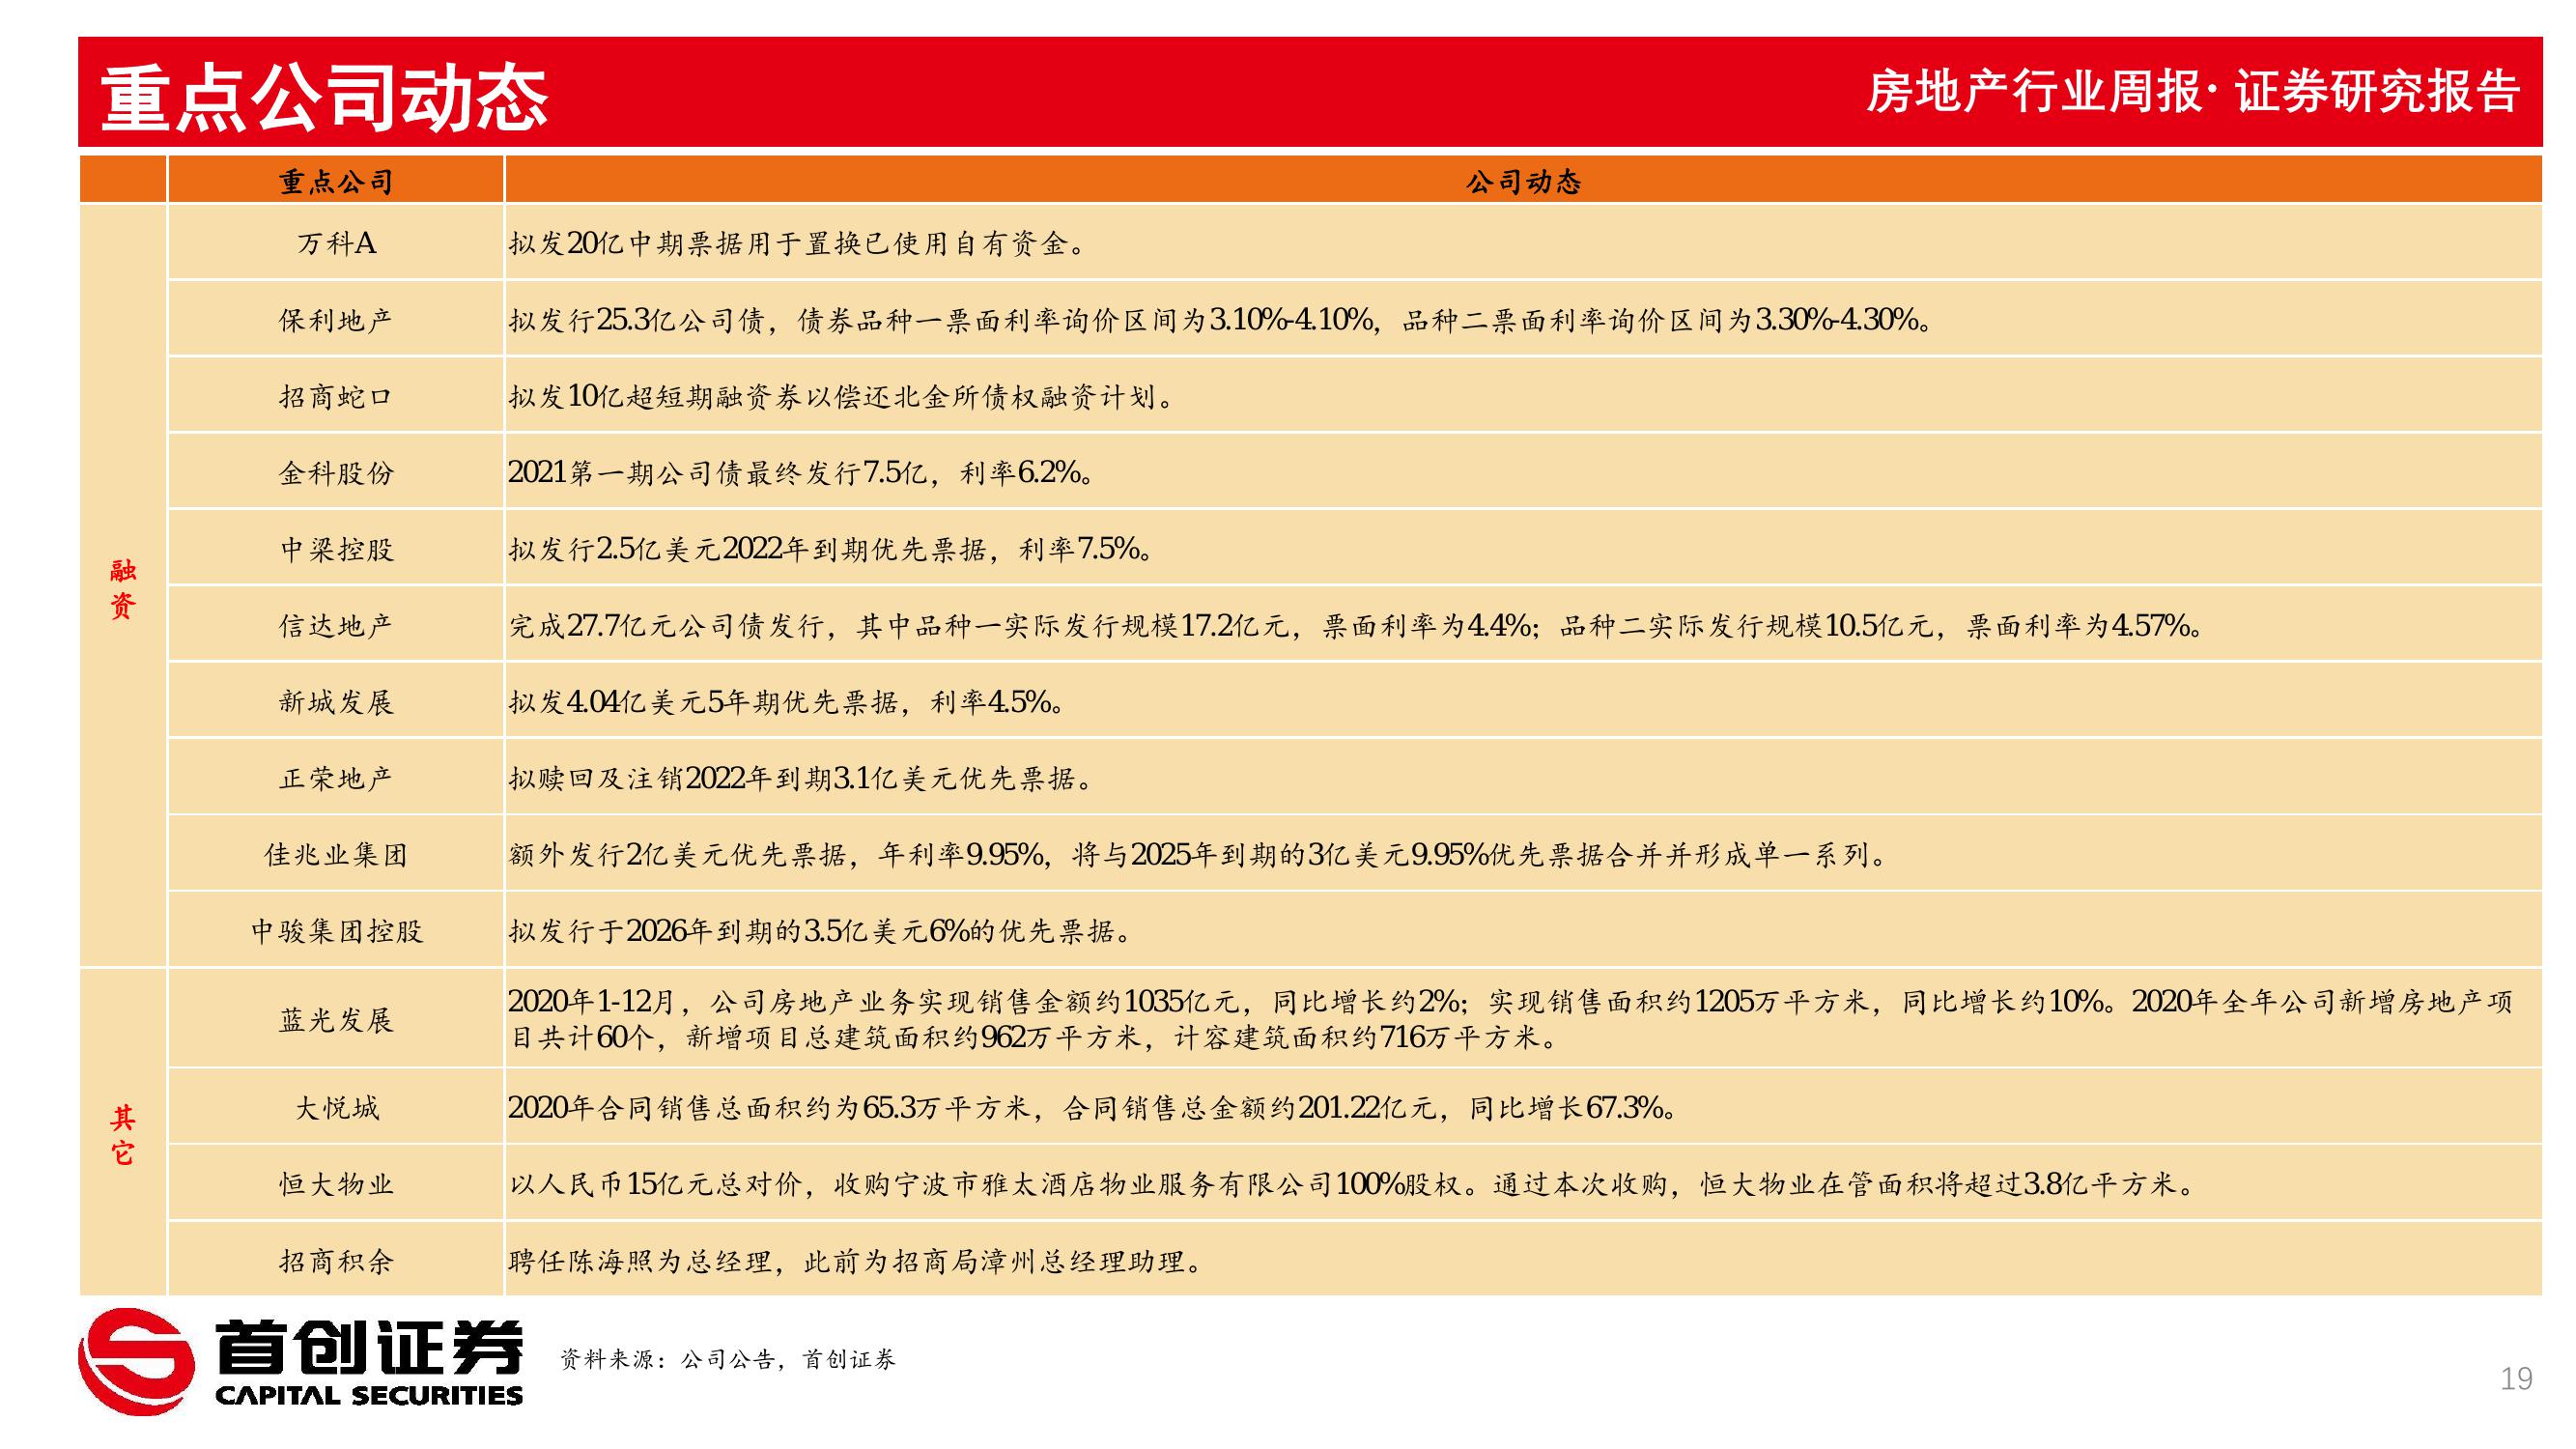 重点公司动态
房地产行业周报· 证券研究报告
重点公司
公司动态
融
资
万科A
拟发20亿中期票据用于置换已使用自有资金。
保利地产
拟发行25.3亿公司债，债券品种一票面利率询价区间为3.10%-4.10%，品种二票面利率询价区间为3.30%-4.30%。
招商蛇口
拟发10亿超短期融资券以偿还北金所债权融资计划。
金科股份
2021第一期公司债最终发行7.5亿，利率6.2%。
中梁控股
拟发行2.5亿美元2022年到期优先票据，利率7.5%。
信达地产
完成27.7亿元公司债发行，其中品种一实际发行规模17.2亿元，票面利率为4.4%；品种二实际发行规模10.5亿元，票面利率为4.57%。
新城发展
拟发4.04亿美元5年期优先票据，利率4.5%。
正荣地产
拟赎回及注销2022年到期3.1亿美元优先票据。
佳兆业集团
额外发行2亿美元优先票据，年利率9.95%，将与2025年到期的3亿美元9.95%优先票据合并并形成单一系列。
中骏集团控股
拟发行于2026年到期的3.5亿美元6%的优先票据。
其
它
蓝光发展
2020年1-12月，公司房地产业务实现销售金额约1035亿元，同比增长约2%；实现销售面积约1205万平方米，同比增长约10%。2020年全年公司新增房地产项
目共计60个，新增项目总建筑面积约962万平方米，计容建筑面积约716万平方米。
大悦城
2020年合同销售总面积约为65.3万平方米，合同销售总金额约201.22亿元，同比增长67.3%。
恒大物业
以人民币15亿元总对价，收购宁波市雅太酒店物业服务有限公司100%股权。通过本次收购，恒大物业在管面积将超过3.8亿平方米。
招商积余
聘任陈海照为总经理，此前为招商局漳州总经理助理。
首创证券
CAPITAL SECURITIES
资料来源：公司公告，首创证券
19